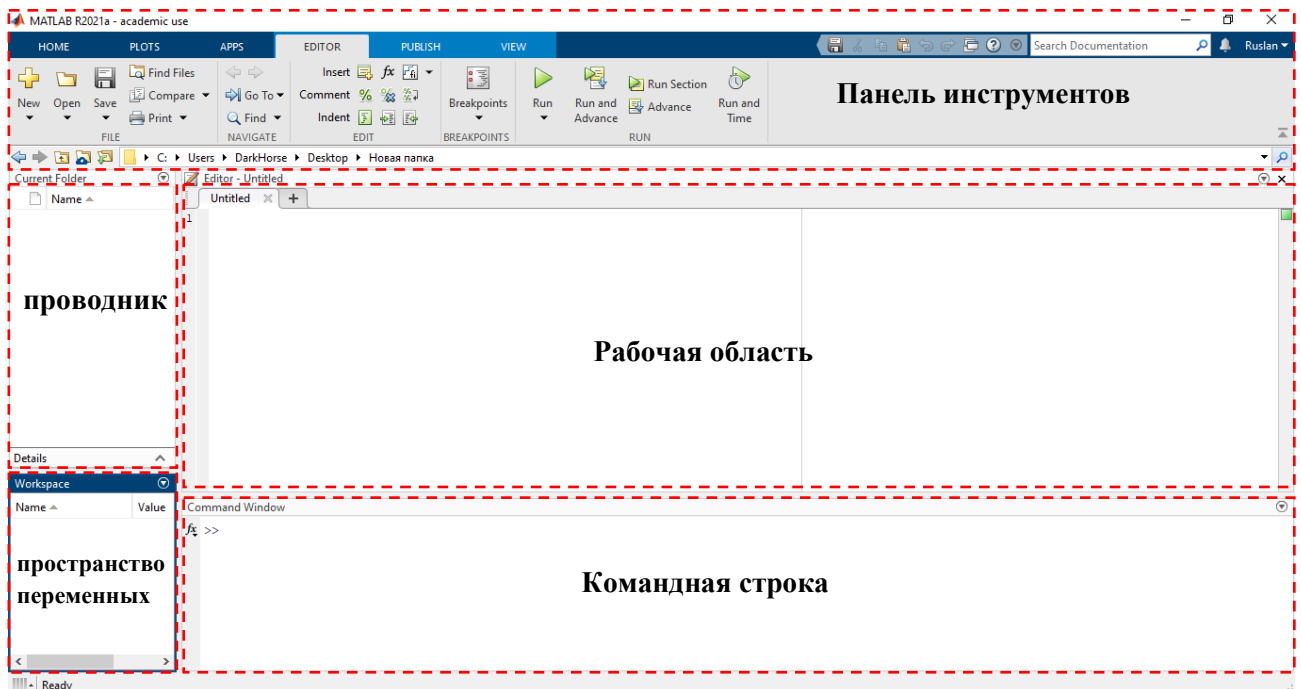 MATLAB R2021a - academic use
HOME PLOTS APPS EDITOR PUBLISH VIEW Search Documentation Ruslan
Find Files Insert fx
New Open Save Compare Go To Comment % Breakpoints Run Run and Advance Run Section Run and Time
Print Find Indent Advance
FILE NAVIGATE EDIT BREAKPOINTS RUN
Панель инструментов
C: Users DarkHorse Desktop Новая папка
Current Folder
Name
проводник
Details
Editor - Untitled
Untitled +
1
Рабочая область
Workspace
Name Value
пространство
переменных
Command Window
fx >>
Командная строка
Ready